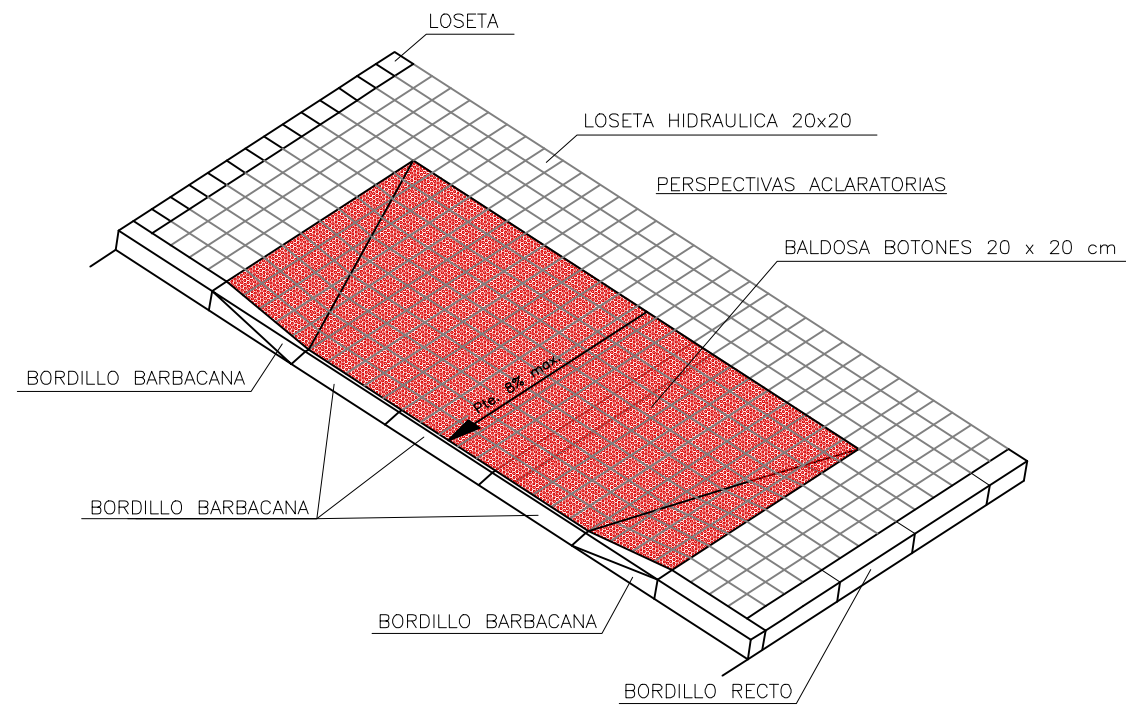 LOSETA
LOSETA HIDRAULICA 20x20
PERSPECTIVAS ACLARATORIAS
BALDOSA BOTONES 20 x 20 cm
Pte. 8% max.
BORDILLO BARBACANA
BORDILLO BARBACANA
BORDILLO BARBACANA
BORDILLO RECTO